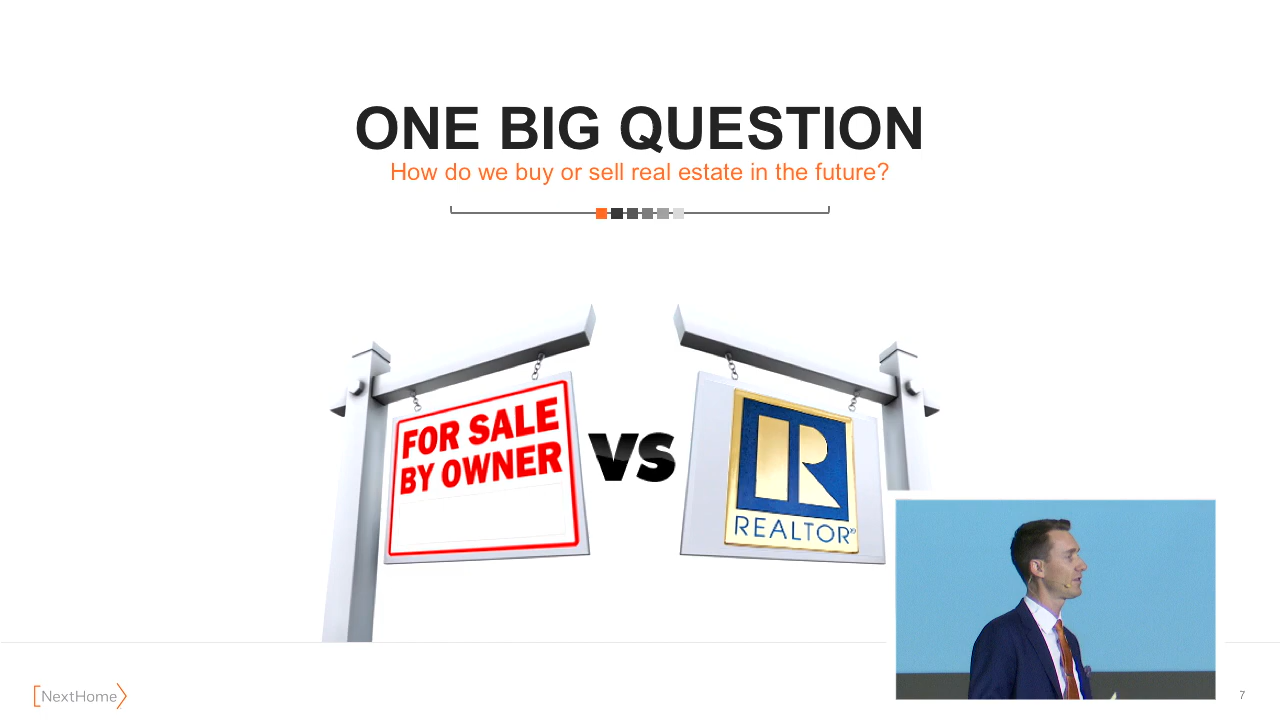 ONE BIG QUESTION
How do we buy or sell real estate in the future?
FOR SALE
BY OWNER
VS
R
REALTOR®
NextHome
7